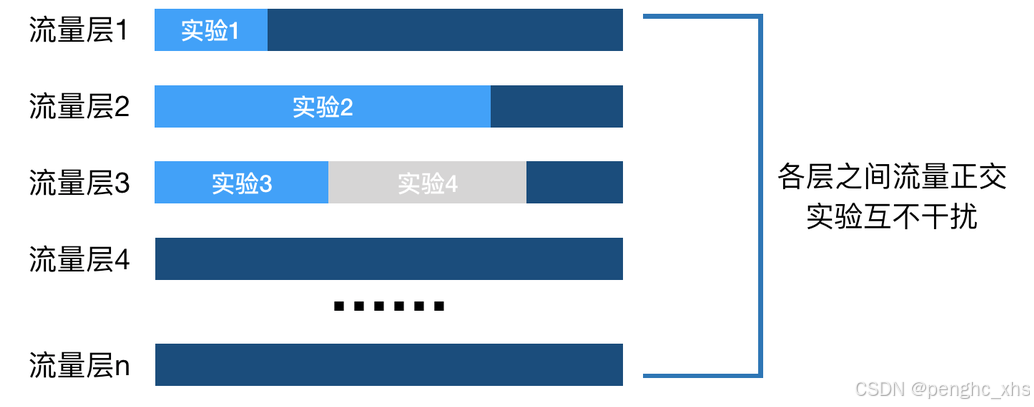 流量层1
实验1
流量层2
实验2
流量层3
实验3
实验4
流量层4
······
流量层n
各层之间流量正交
实验互不干扰
CSDN @penghc_xhs